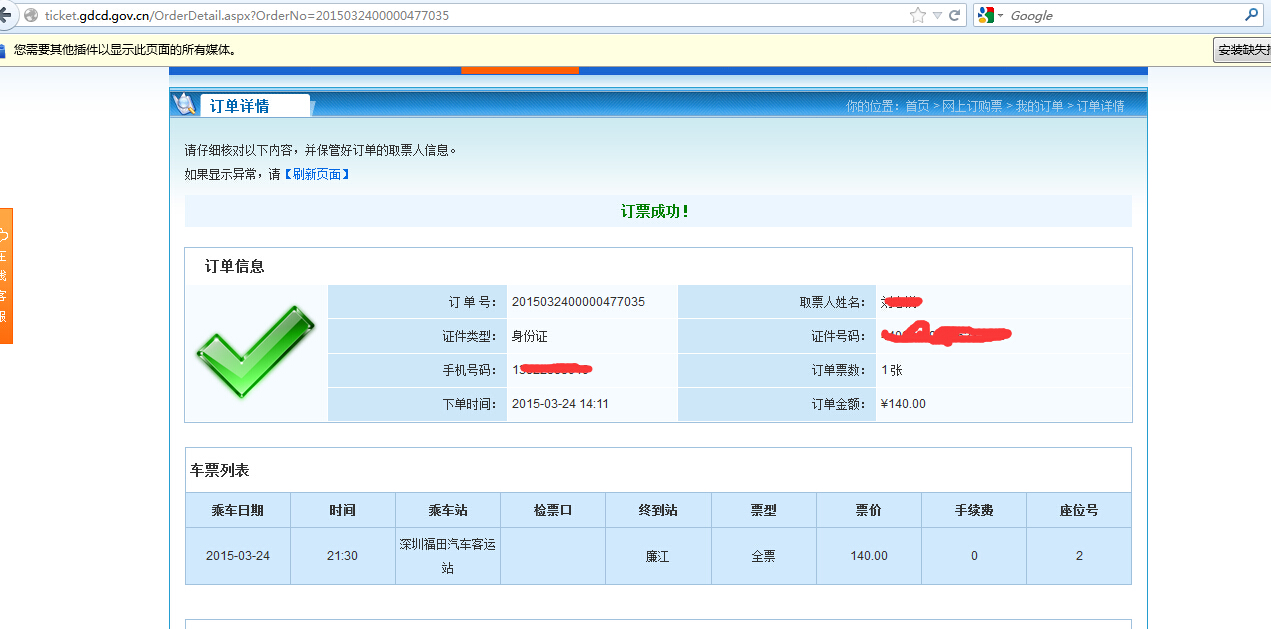 ticket.gdcd.gov.cn/OrderDetail.aspx?OrderNo=2015032400000477035
Google
您需要其他插件以显示此页面的所有媒体。
安装缺失
订单详情
你的位置：首页 > 网上订购票 > 我的订单 > 订单详情
请仔细核对以下内容，并保管好订单的取票人信息。
如果显示异常，请【刷新页面】
订票成功！
在线客服
订单信息
订 单 号： 2015032400000477035 取票人姓名：
证件类型： 身份证 证件号码：
手机号码： 订单票数： 1 张
下单时间： 2015-03-24 14:11 订单金额： ¥140.00
车票列表
乘车日期 时间 乘车站 检票口 终到站 票型 票价 手续费 座位号
2015-03-24 21:30 深圳福田汽车客运站 廉江 全票 140.00 0 2